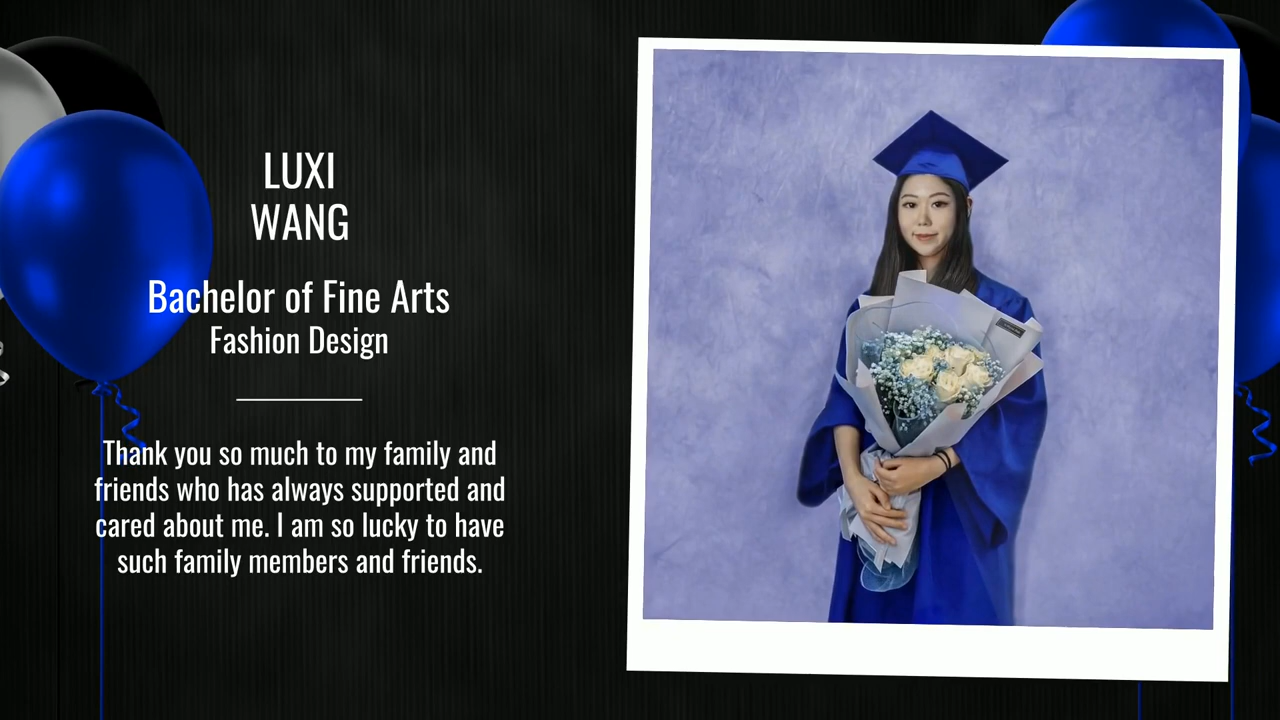 LUXI
WANG
Bachelor of Fine Arts
Fashion Design
Thank you so much to my family and
friends who has always supported and
cared about me. I am so lucky to have
such family members and friends.